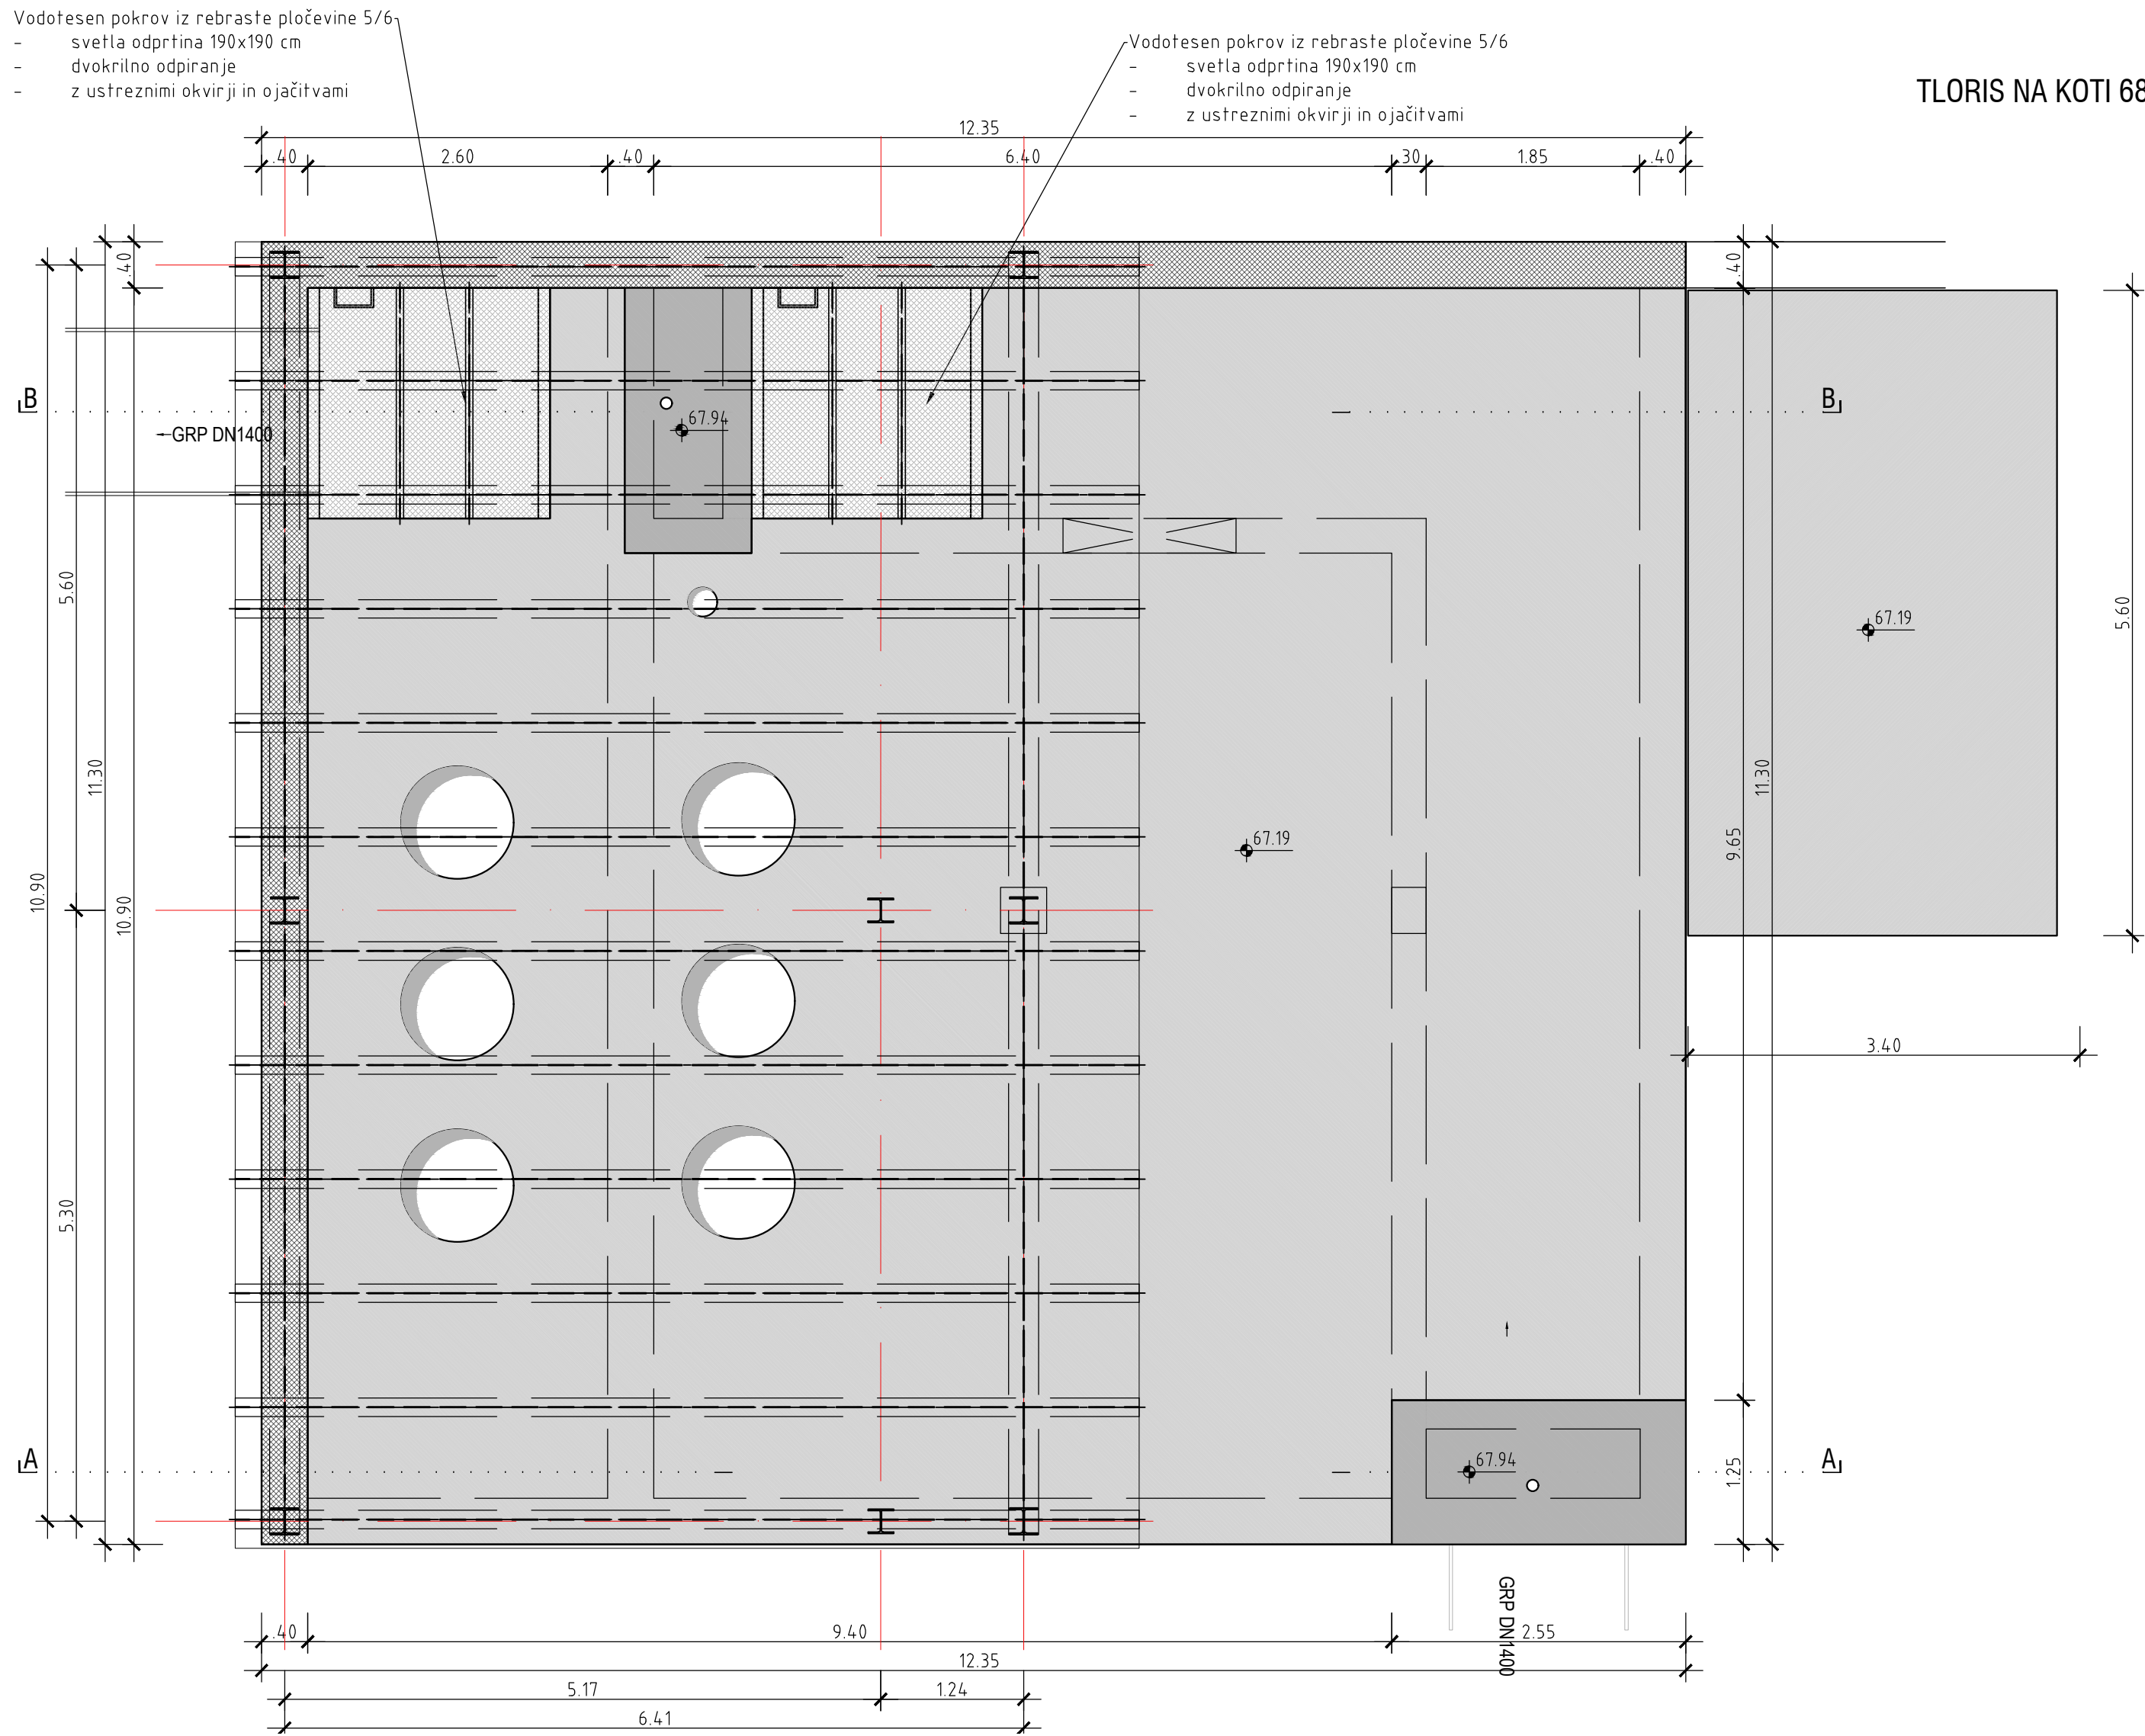 Vodotesen pokrov iz rebraste pločevine 5/6
- svetla odprtina 190x190 cm
- dvokrilno odpiranje
- z ustreznimi okvirji in ojačitvami
Vodotesen pokrov iz rebraste pločevine 5/6
- svetla odprtina 190x190 cm
- dvokrilno odpiranje
- z ustreznimi okvirji in ojačitvami
TLORIS NA KOTI 68
12.35
.40
2.60
.40
6.40
.30
1.85
.40
.40
.40
B
B
GRP DN1400
67.94
5.60
5.60
67.19
11.30
11.30
67.19
9.65
10.90
10.90
3.40
5.30
A
A
67.94
1.25
GRP DN1400
.40
9.40
2.55
12.35
5.17
1.24
6.41